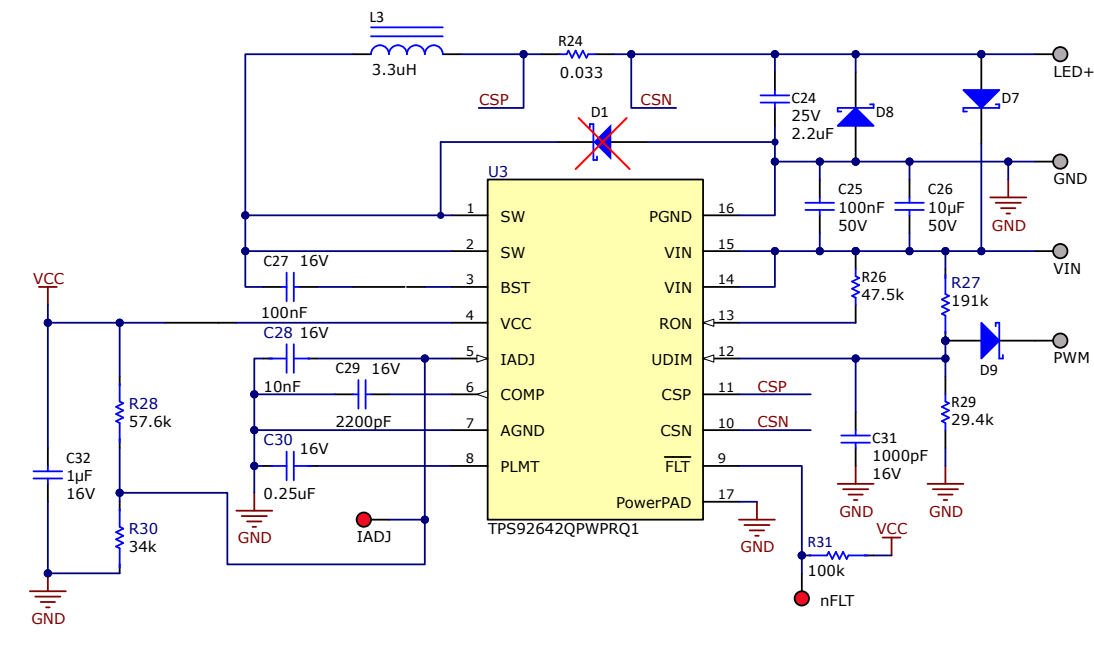 L3
3.3uH
R24
0.033
LED+
CSP
CSN
D1
C24
25V
2.2uF
D8
D7
GND
U3
C25
100nF
50V
C26
10µF
50V
GND
1
SW
PGND
16
2
SW
VIN
15
VIN
C27
16V
100nF
3
BST
VIN
14
R26
47.5k
R27
191k
VCC
4
VCC
RON
13
C28
16V
10nF
5
IADJ
UDIM
12
D9
PWM
C29
16V
2200pF
6
COMP
CSP
11
CSP
R28
57.6k
R29
29.4k
7
AGND
CSN
10
CSN
C30
16V
0.25uF
8
PLMT
FLT
9
C31
1000pF
16V
C32
1µF
16V
PowerPAD
17
GND
GND
TPS92642QPWPRQ1
R30
34k
GND
IADJ
GND
R31
100k
VCC
nFLT
GND